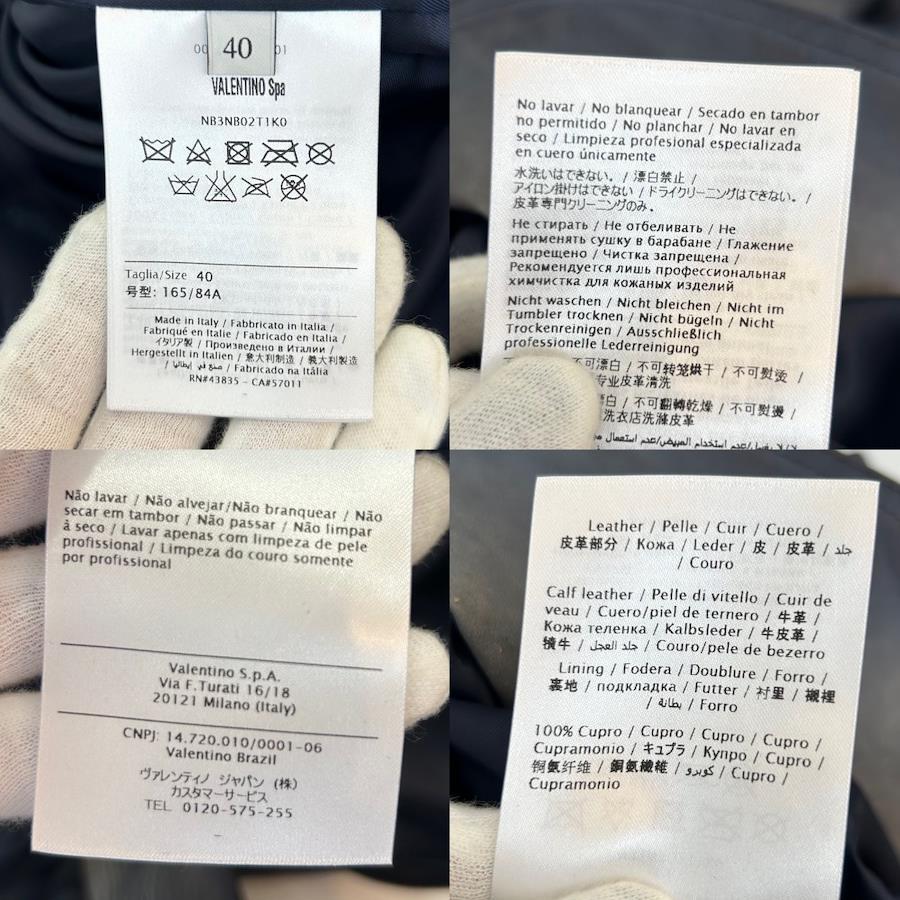 40
VALENTINO Spa
NB3NB02T1K0
Taglia/Size 40
号型: 165/84A
Made in Italy / Fabbricato in Italia /
Fabriqué en Italie / Fabricado en Italia /
イタリア製 / Произведено в Италии /
Hergestellt in Italien / 意大利制造 / 義大利製造
صنع في إيطاليا / Fabricado na Itália
RN#43835 - CA#57011
No lavar / No blanquear / Secado en tambor
no permitido / No planchar / No lavar en
seco / Limpieza profesional especializada
en cuero únicamente
水洗いはできない。 / 漂白禁止 /
アイロン掛けはできない / ドライクリーニングはできない。 /
皮革専門クリーニングのみ。
Не стирать / Не отбеливать / Не
применять сушку в барабане / Глажение
запрещено / Чистка запрещена /
Рекомендуется лишь профессиональная
химчистка для кожаных изделий
Nicht waschen / Nicht bleichen / Nicht im
Tumbler trocknen / Nicht bügeln / Nicht
Trockenreinigen / Ausschließlich
professionelle Lederreinigung
不可漂白 / 不可转笼烘干 / 不可熨烫 /
专业皮革清洗
不可翻轉乾燥 / 不可熨燙 /
洗衣店洗滌皮革
Não lavar / Não alvejar/Não branquear / Não
secar em tambor / Não passar / Não limpar
à seco / Lavar apenas com limpeza de pele
profissional / Limpeza do couro somente
por profissional
Valentino S.p.A.
Via F.Turati 16/18
20121 Milano (Italy)
CNPJ: 14.720.010/0001-06
Valentino Brazil
ヴァレンティノ ジャパン (株)
カスタマーサービス
TEL 0120-575-255
Leather / Pelle / Cuir / Cuero /
皮革部分 / Кожа / Leder / 皮 / 皮革 / جلد
/ Couro
Calf leather / Pelle di vitello / Cuir de
veau / Cuero/piel de ternero / 牛革 /
Кожа теленка / Kalbsleder / 牛皮革 /
犢牛 / جلد العجل / Couro/pele de bezerro
Lining / Fodera / Doublure / Forro /
裏地 / подкладка / Futter / 衬里 / 襯裡
/ بطانة / Forro
100% Cupro / Cupro / Cupro / Cupro /
Cupramonio / キュプラ / Купро / Cupro /
铜氨纤维 / 銅氨纖維 / كوبرو / Cupro /
Cupramonio